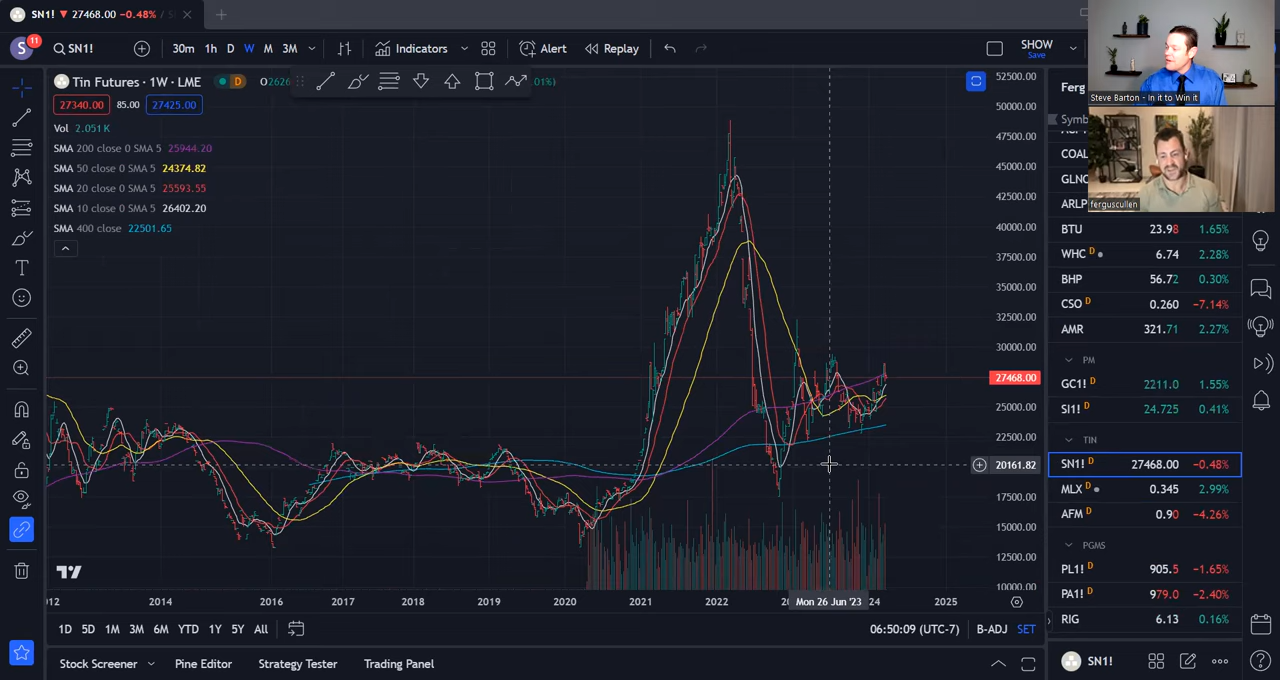 SN1! ▼ 27468.00 −0.48% /
S 11 SN1! 30m 1h D W M 3M Indicators Alert Replay SHOW Save
Steve Barton - In it to Win it
ferguscullen
Tin Futures · 1W · LME D O2626 01%)
27340.00 85.00 27425.00
Vol 2.051K
SMA 200 close 0 SMA 5 25944.20
SMA 50 close 0 SMA 5 24374.82
SMA 20 close 0 SMA 5 25593.55
SMA 10 close 0 SMA 5 26402.20
SMA 400 close 22501.65
52500.00
50000.00
47500.00
45000.00
42500.00
40000.00
37500.00
35000.00
32500.00
30000.00
27468.00
25000.00
22500.00
20161.82
17500.00
15000.00
12500.00
10000.00
012 2014 2016 2017 2018 2019 2020 2021 2022 Mon 26 Jun '23 24 2025
1D 5D 1M 3M 6M YTD 1Y 5Y All 06:50:09 (UTC-7) B-ADJ SET
Stock Screener Pine Editor Strategy Tester Trading Panel
Ferg
Symb
COAL
GLNC
ARLP
BTU 23.98 1.65%
WHC D 6.74 2.28%
BHP 56.72 0.30%
CSO D 0.260 −7.14%
AMR 321.71 2.27%
PM
GC1! D 2211.0 1.55%
SI1! D 24.725 0.41%
TIN
SN1! D 27468.00 −0.48%
MLX D 0.345 2.99%
AFM D 0.90 −4.26%
PGMS
PL1! D 905.5 −1.65%
PA1! D 979.0 −2.40%
RIG 6.13 0.16%
SN1!